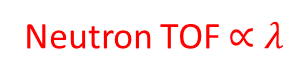 Neutron TOF ∝ λ